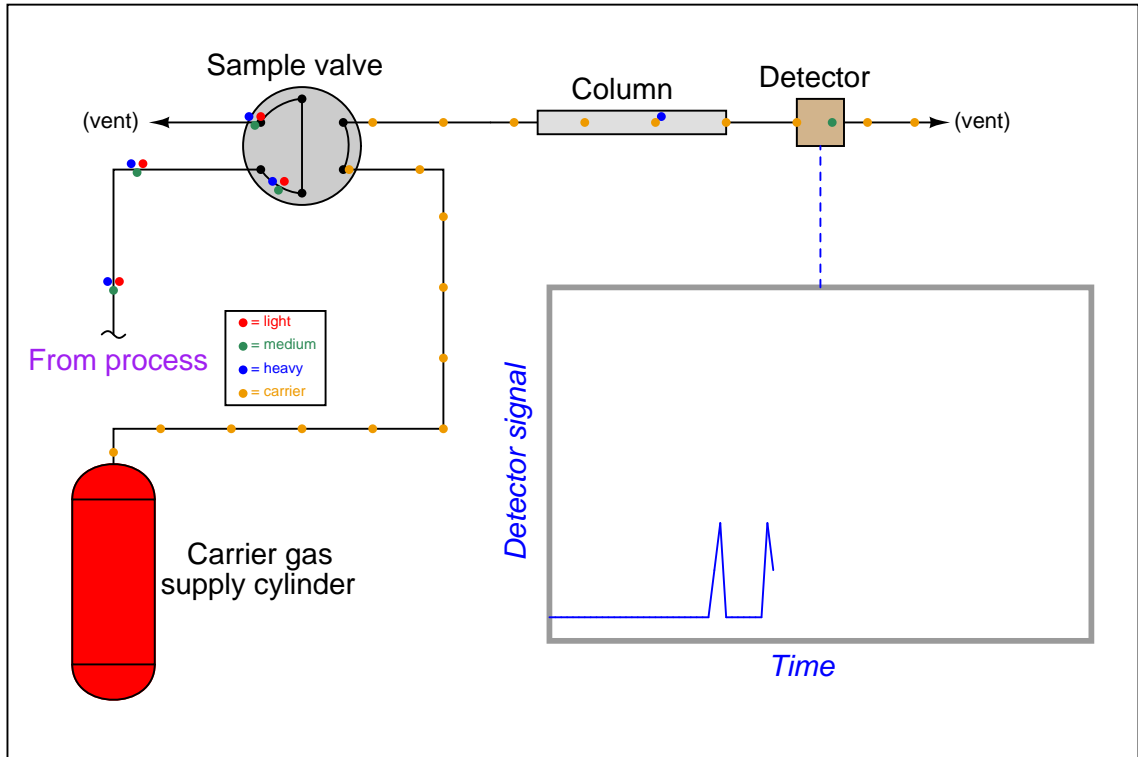 Sample valve
Column
Detector
(vent)
(vent)
= light
= medium
= heavy
= carrier
From process
Detector signal
Carrier gas
supply cylinder
Time